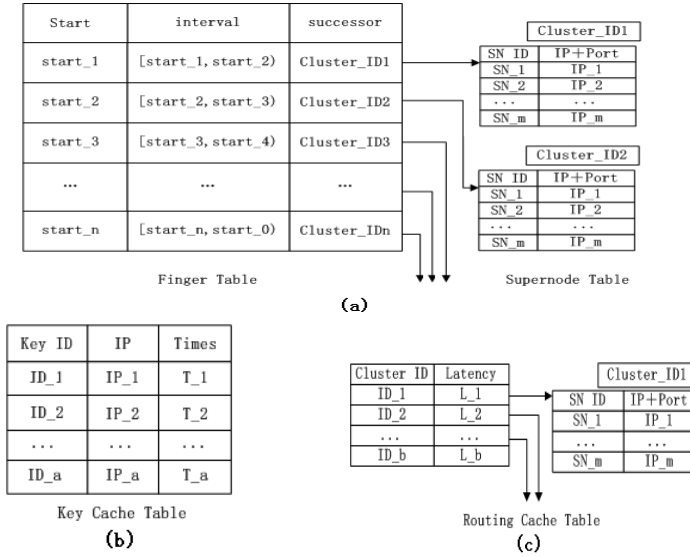 Start interval successor
start_1 [start_1, start_2) Cluster_ID1
start_2 [start_2, start_3) Cluster_ID2
start_3 [start_3, start_4) Cluster_ID3
... ... ...
start_n [start_n, start_0) Cluster_IDn
Finger Table
Cluster_ID1
SN ID IP+Port
SN_1 IP_1
SN_2 IP_2
... ...
SN_m IP_m
Cluster_ID2
SN ID IP+Port
SN_1 IP_1
SN_2 IP_2
... ...
SN_m IP_m
Supernode Table
(a)
Key ID IP Times
ID_1 IP_1 T_1
ID_2 IP_2 T_2
... ... ...
ID_a IP_a T_a
Key Cache Table
(b)
Cluster ID Latency
ID_1 L_1
ID_2 L_2
... ...
ID_b L_b
Cluster_ID1
SN ID IP+Port
SN_1 IP_1
... ...
SN_m IP_m
Routing Cache Table
(c)